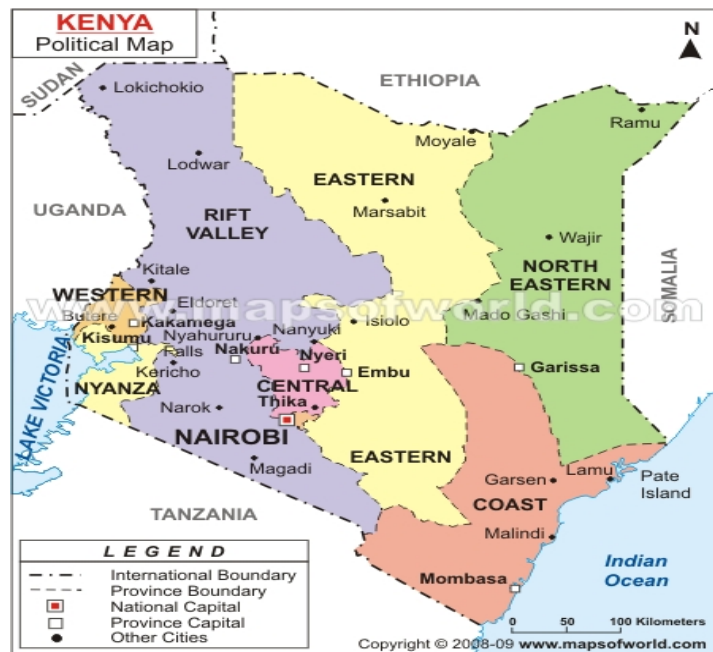 KENYA
Political Map
N
SUDAN
ETHIOPIA
Lokichokio
Ramu
Moyale
Lodwar
EASTERN
Marsabit
UGANDA
RIFT
VALLEY
Wajir
SOMALIA
NORTH
EASTERN
Kitale
WESTERN
Eldoret
www.mapsofworld.com
Butere
Kakamega
Isiolo
Mado Gashi
Kisumu
Nyahururu
Falls
Nanyuki
Nakuru
Nyeri
Kericho
Embu
Garissa
LAKE VICTORIA
NYANZA
CENTRAL
Narok
Thika
NAIROBI
EASTERN
Magadi
Garsen
Lamu
Pate
Island
COAST
TANZANIA
Malindi
Mombasa
Indian
Ocean
LEGEND
International Boundary
Province Boundary
National Capital
Province Capital
Other Cities
0 50 100 Kilometers
Copyright © 2008-09 www.mapsofworld.com